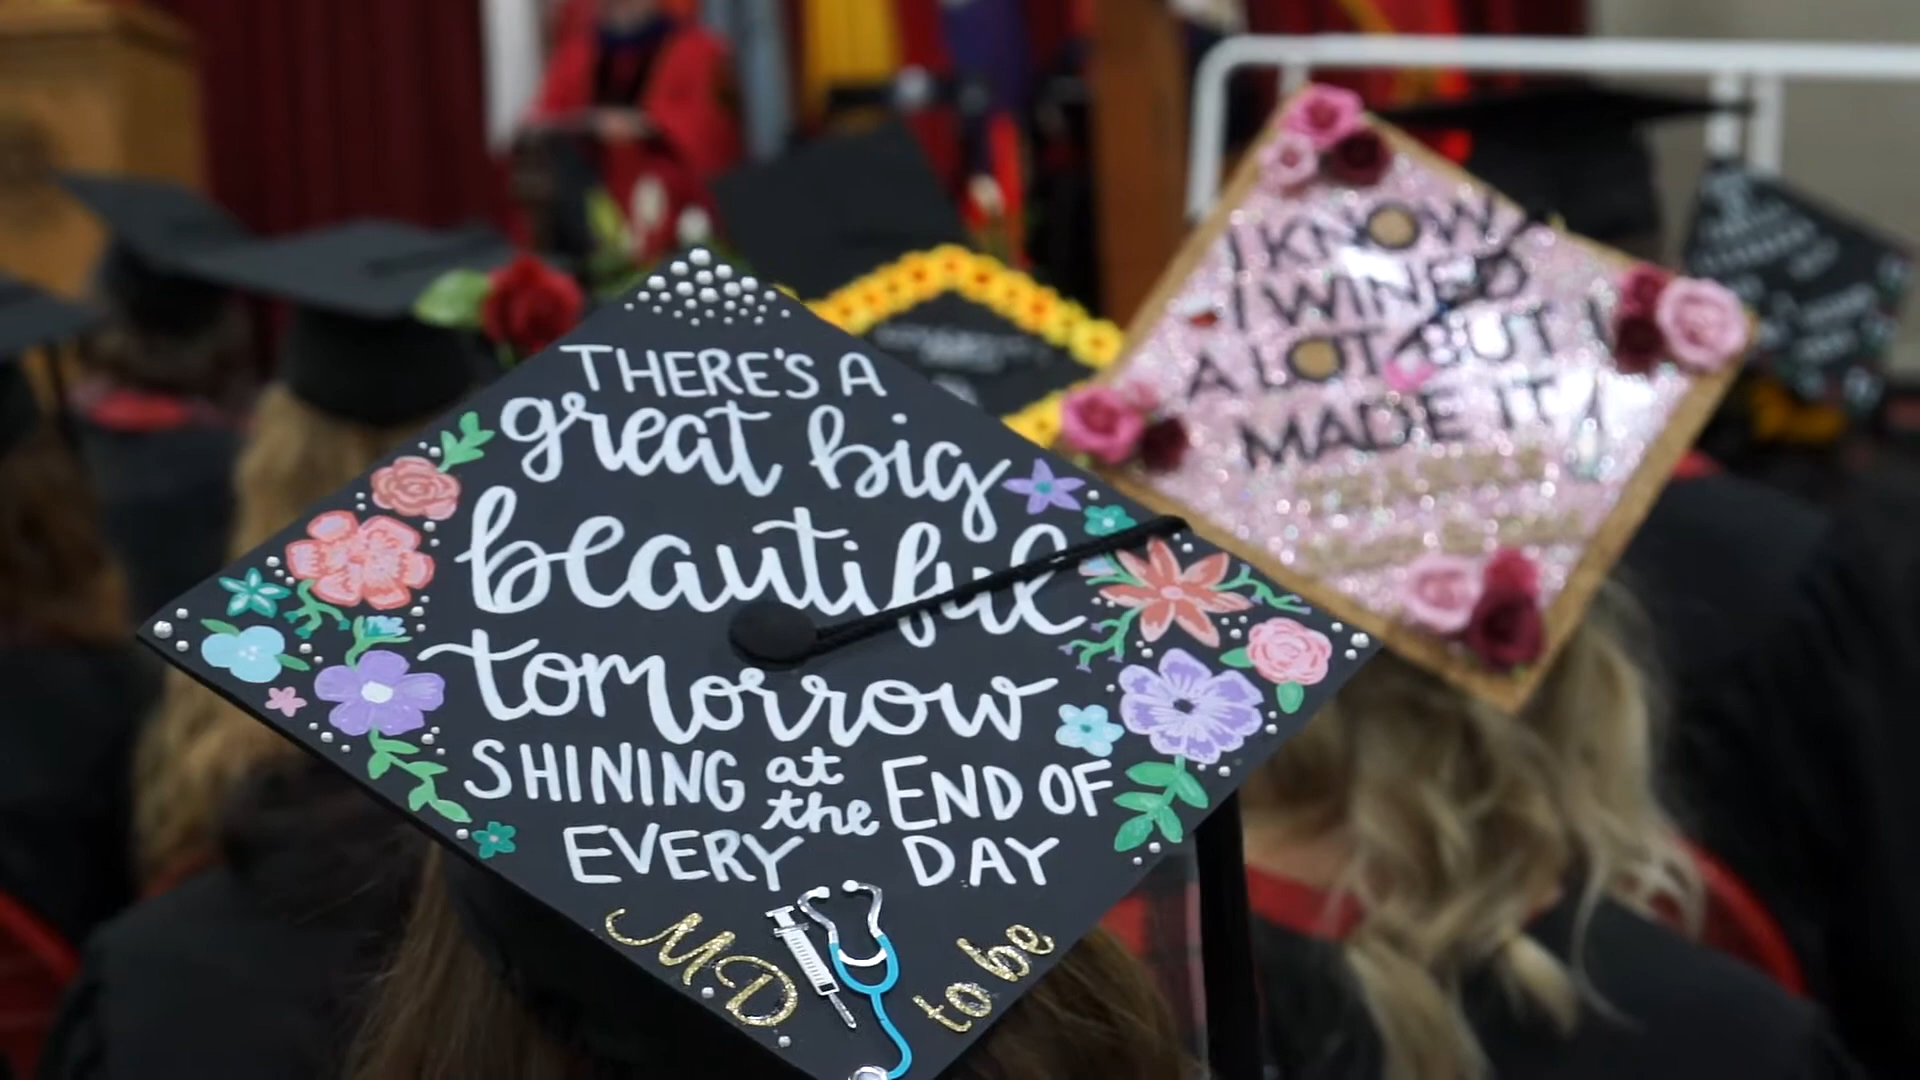 THERE'S A
great big
beautiful
tomorrow
SHINING at the END OF
EVERY DAY
M.D to be
I KNOW
I WINED
A LOT BUT I
MADE IT